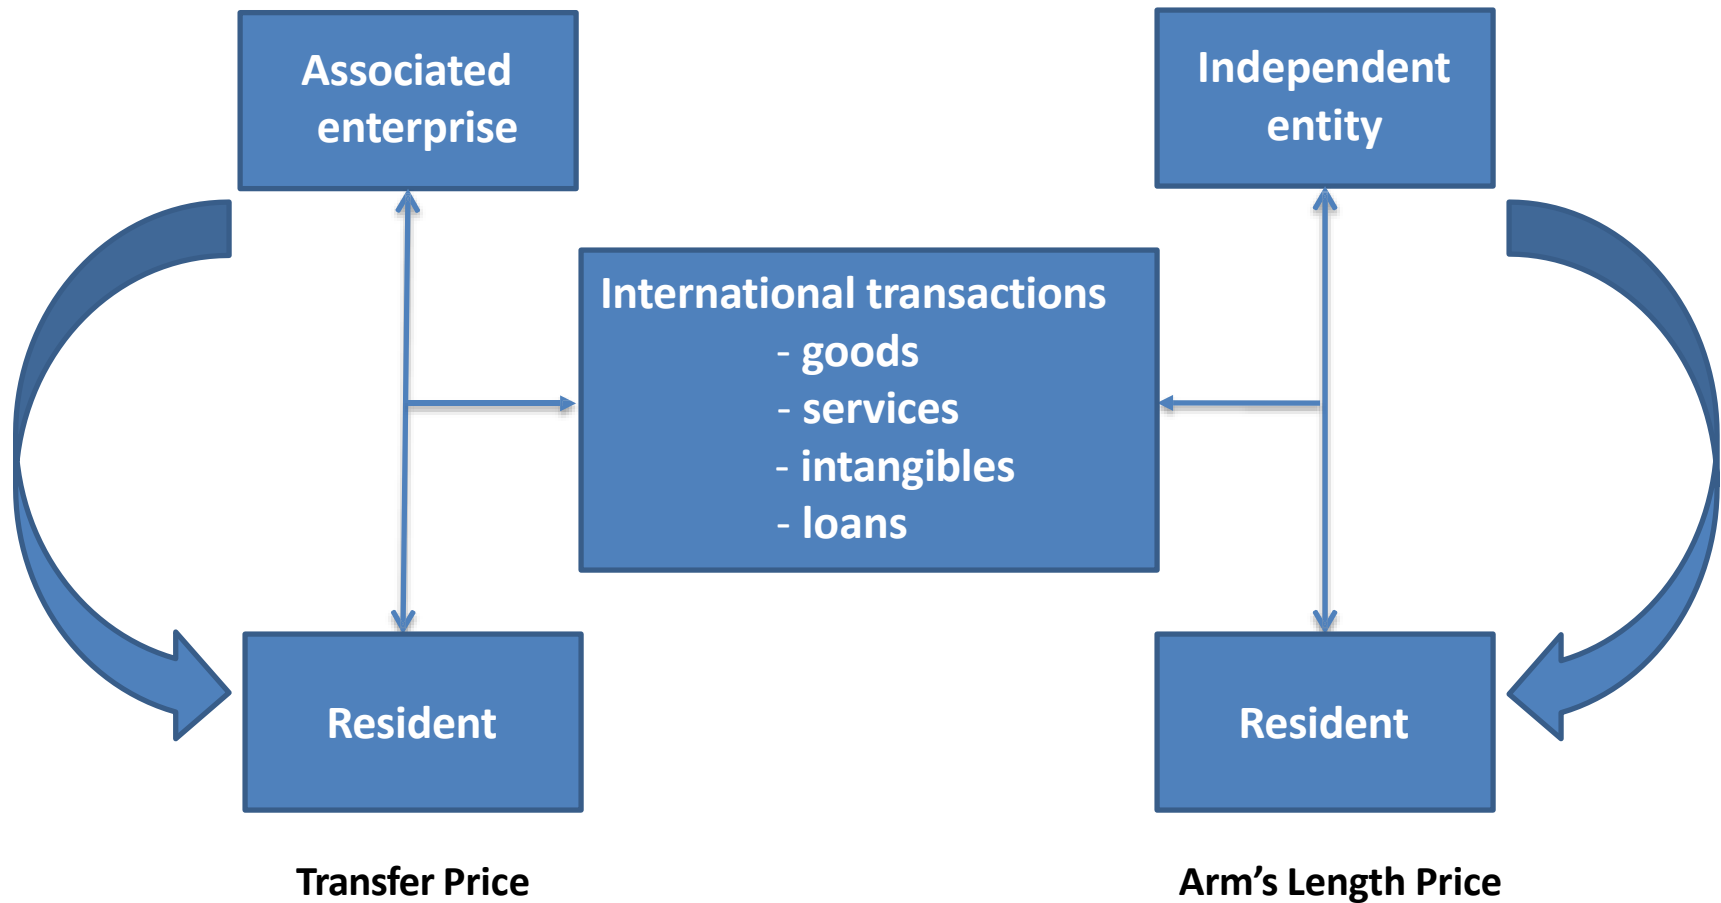 Associated
enterprise
Independent
entity
International transactions
- goods
- services
- intangibles
- loans
Resident
Resident
Transfer Price
Arm’s Length Price